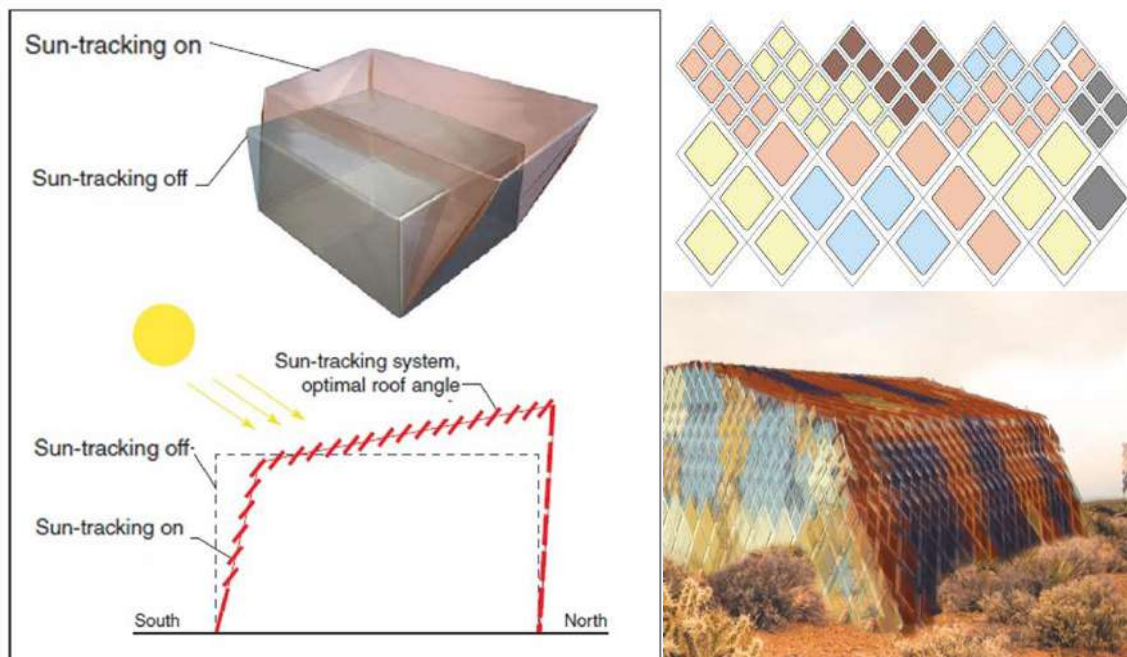 Sun-tracking on
Sun-tracking off
Sun-tracking system,
optimal roof angle
Sun-tracking off
Sun-tracking on
South
North